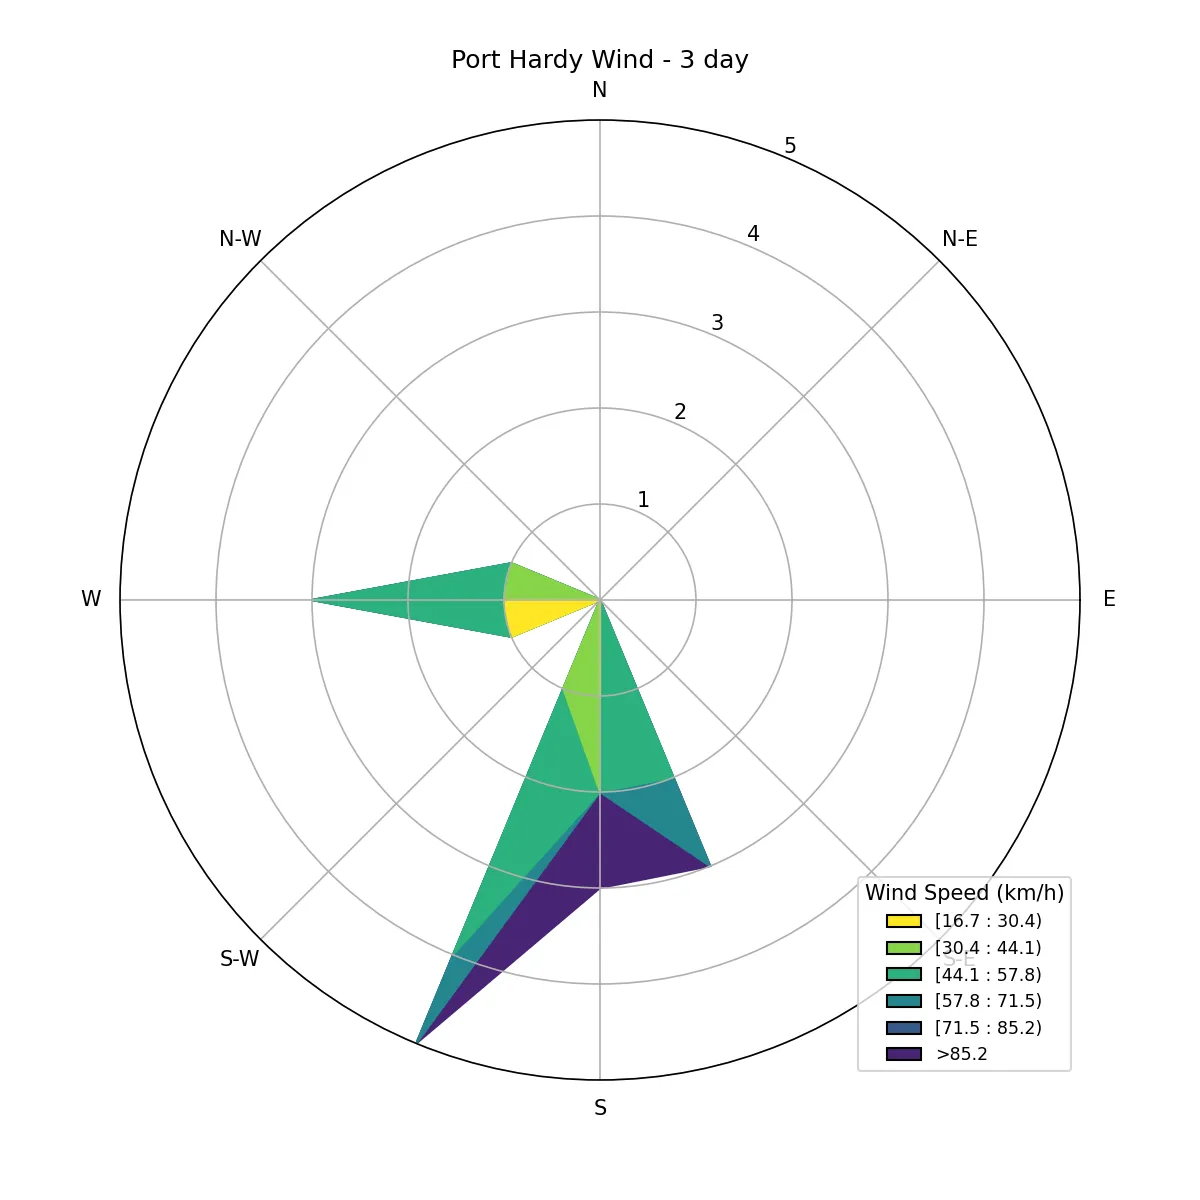 Port Hardy Wind - 3 day
N
5
N-W
4
N-E
3
2
1
W
E
Wind Speed (km/h)
[16.7 : 30.4)
[30.4 : 44.1)
S-W
S-E
[44.1 : 57.8)
[57.8 : 71.5)
[71.5 : 85.2)
>85.2
S